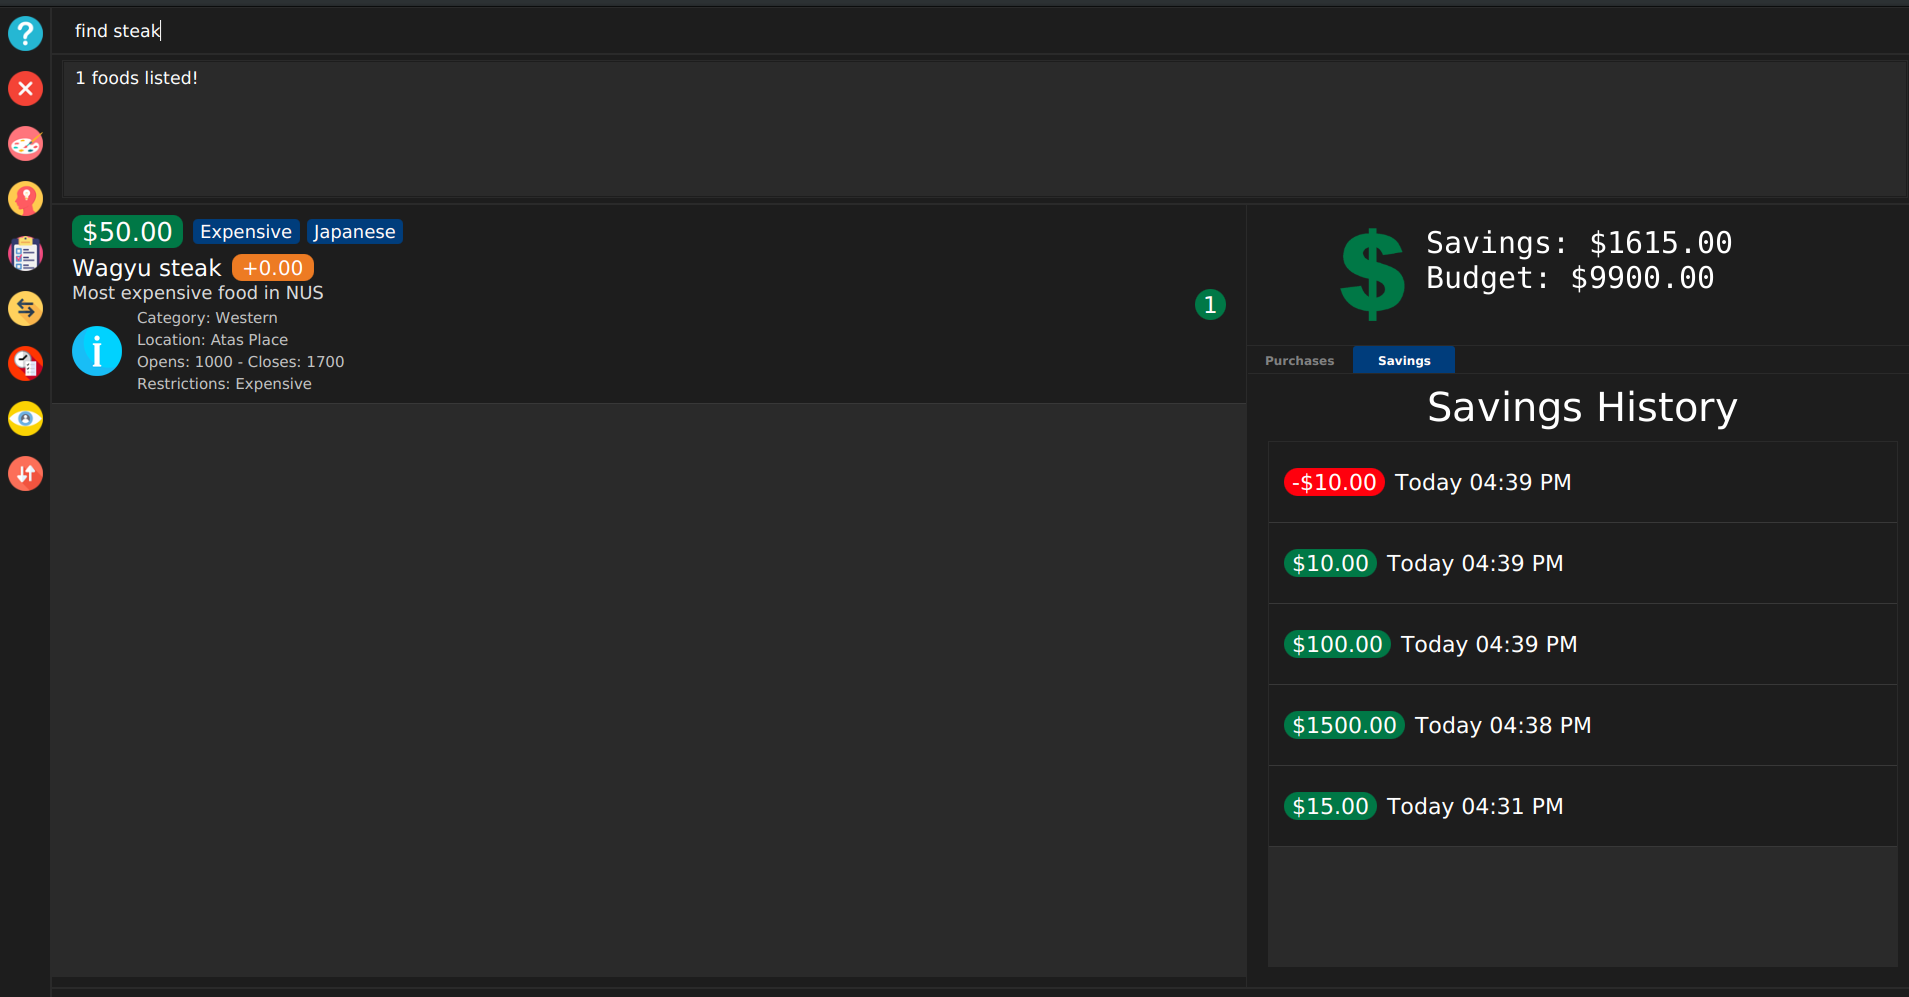 find steak
1 foods listed!
$50.00 Expensive Japanese
Wagyu steak +0.00
Most expensive food in NUS
Category: Western
Location: Atas Place
Opens: 1000 - Closes: 1700
Restrictions: Expensive
1
Savings: $1615.00
Budget: $9900.00
Purchases Savings
Savings History
-$10.00 Today 04:39 PM
$10.00 Today 04:39 PM
$100.00 Today 04:39 PM
$1500.00 Today 04:38 PM
$15.00 Today 04:31 PM